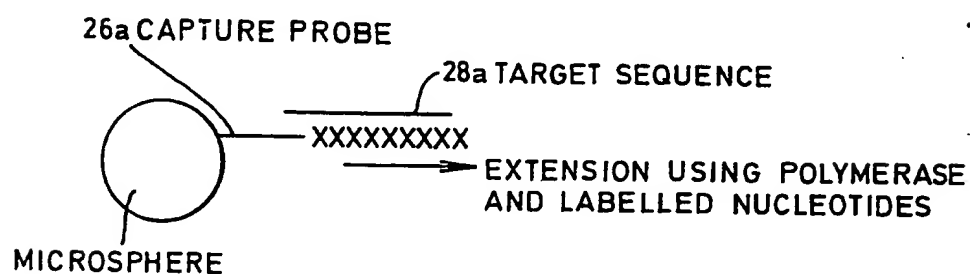 26a CAPTURE PROBE
28a TARGET SEQUENCE
XXXXXXXXX
EXTENSION USING POLYMERASE
AND LABELLED NUCLEOTIDES
MICROSPHERE